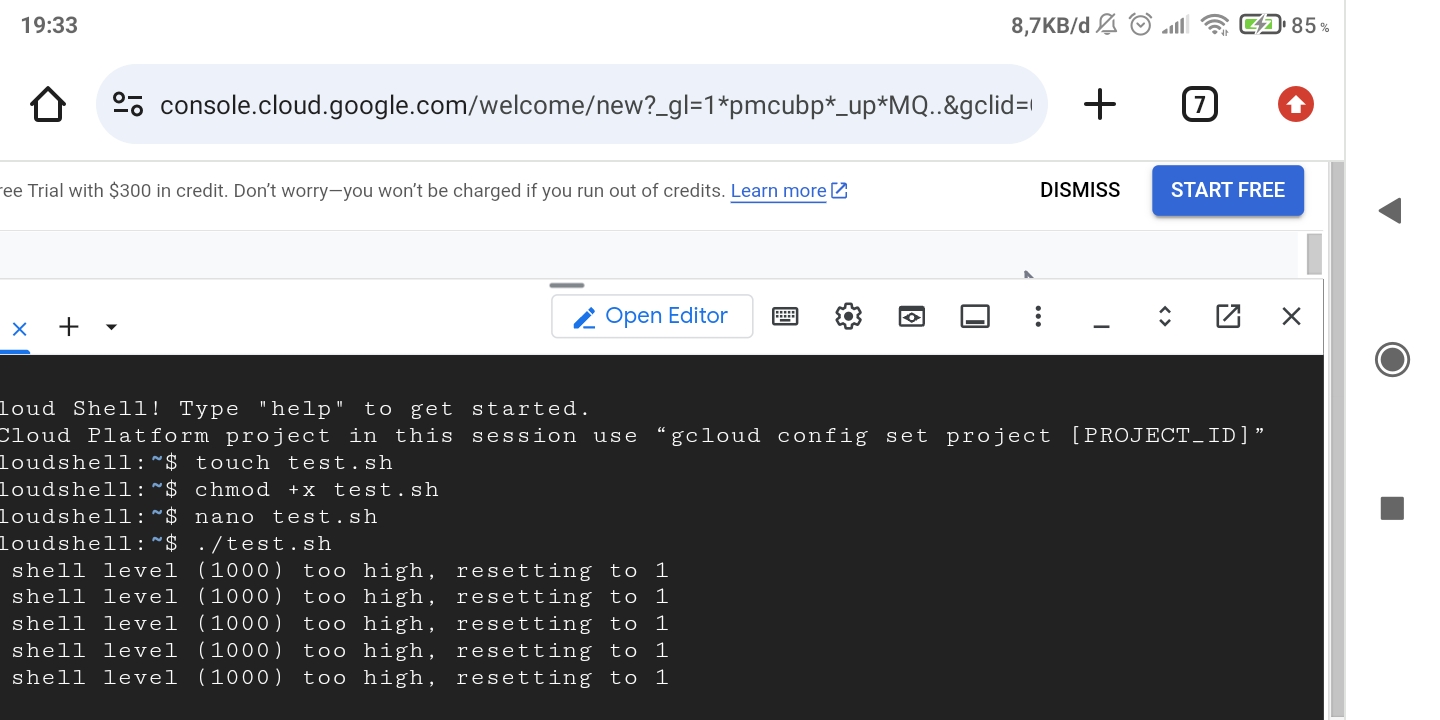 19:33
8,7KB/d 85 %
console.cloud.google.com/welcome/new?_gl=1*pmcubp*_up*MQ..&gclid=
7
ree Trial with $300 in credit. Don’t worry—you won’t be charged if you run out of credits. Learn more DISMISS START FREE
Open Editor
loud Shell! Type "help" to get started.
Cloud Platform project in this session use “gcloud config set project [PROJECT_ID]”
loudshell:~$ touch test.sh
loudshell:~$ chmod +x test.sh
loudshell:~$ nano test.sh
loudshell:~$ ./test.sh
shell level (1000) too high, resetting to 1
shell level (1000) too high, resetting to 1
shell level (1000) too high, resetting to 1
shell level (1000) too high, resetting to 1
shell level (1000) too high, resetting to 1